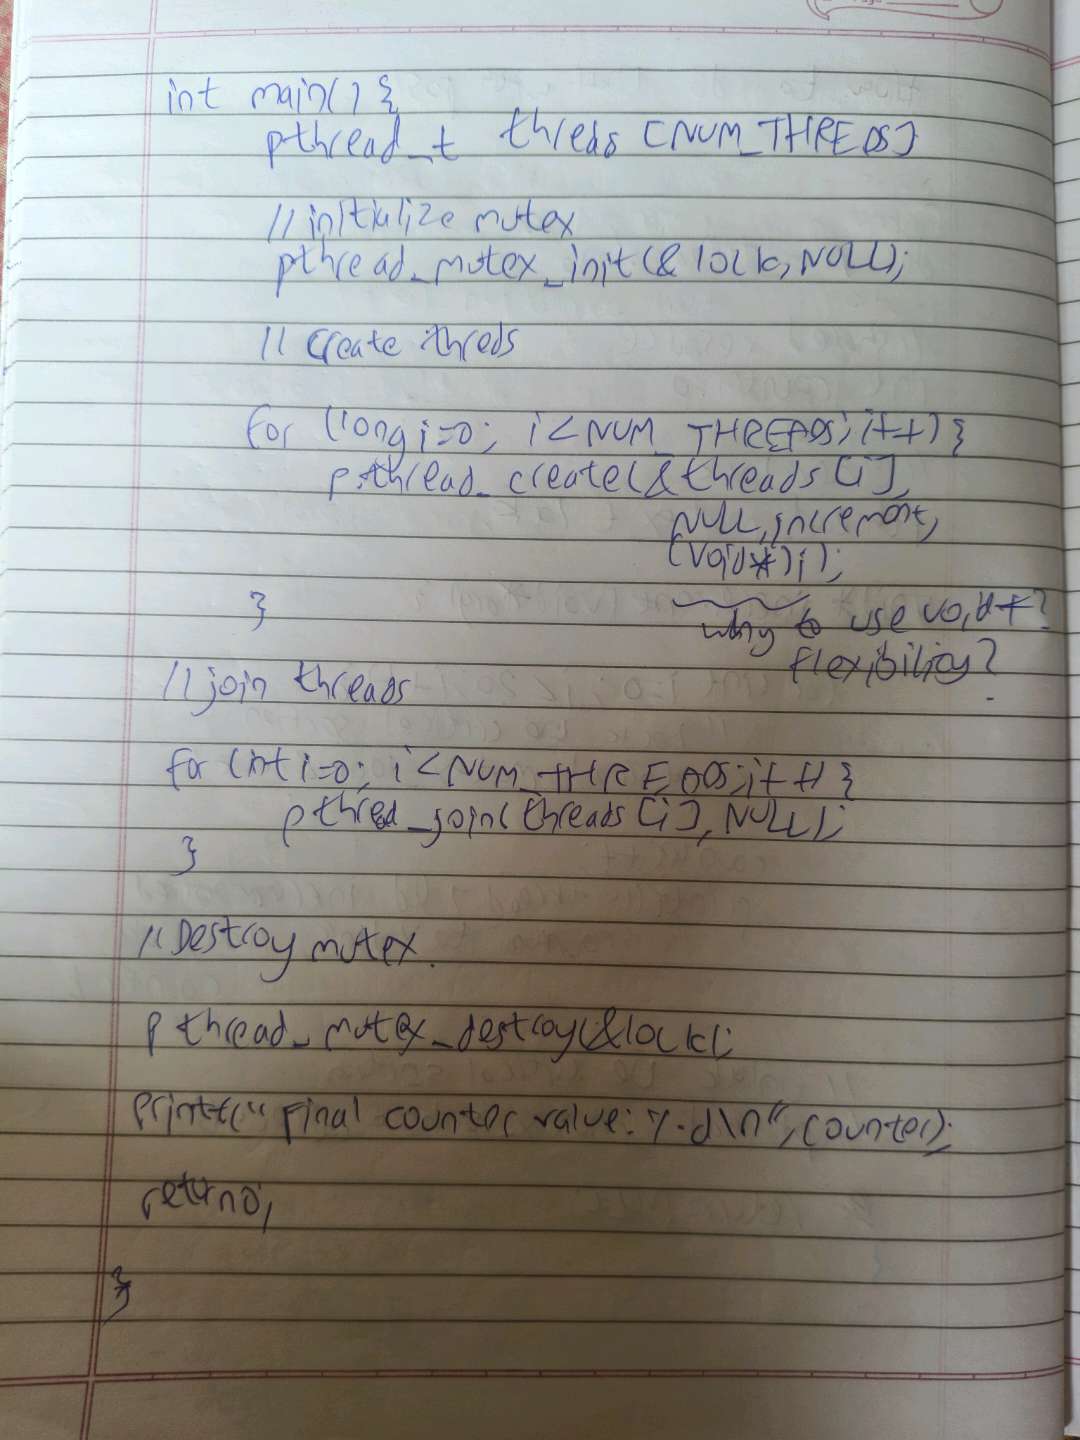 int main() {
pthread_t threds [NUM_THREDS]
// initialize mutex
pthread_mutex_init(& lock, NULL);
// create threds
for (long i=0; i < NUM_THREADS; i++) {
pthread_create(& threads [i],
NULL, increment,
(void*) i);
}
why to use void*?
flexibility?
// join threads
for (int i=0; i < NUM_THREADS; i++) {
pthread_join( threads [i], NULL);
}
// Destroy mutex.
pthread_mutex_destroy(&lock);
printf(" Final counter value: %d\n", counter);
return 0;
}